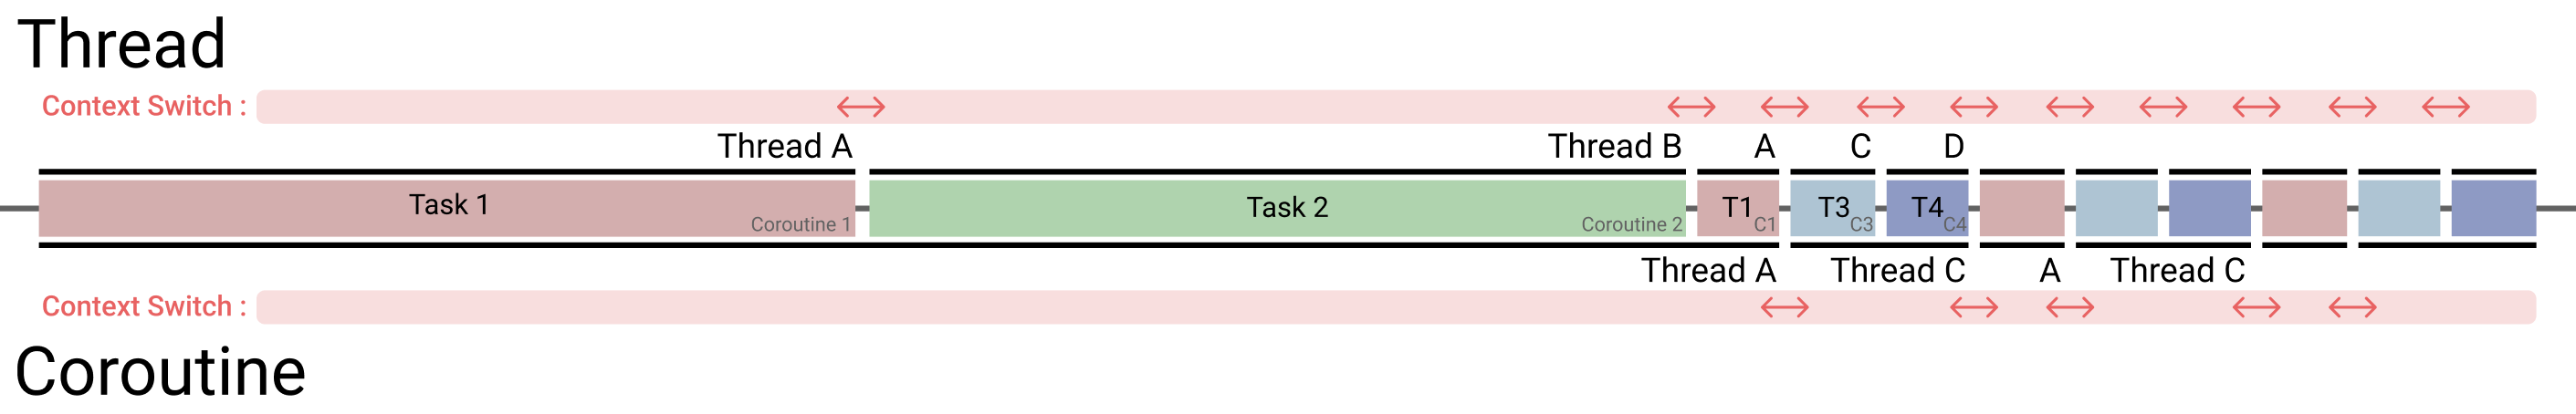 Thread
Context Switch :
Thread A Thread B A C D
Task 1 Coroutine 1 Task 2 Coroutine 2 T1 C1 T3 C3 T4 C4
Thread A Thread C A Thread C
Context Switch :
Coroutine